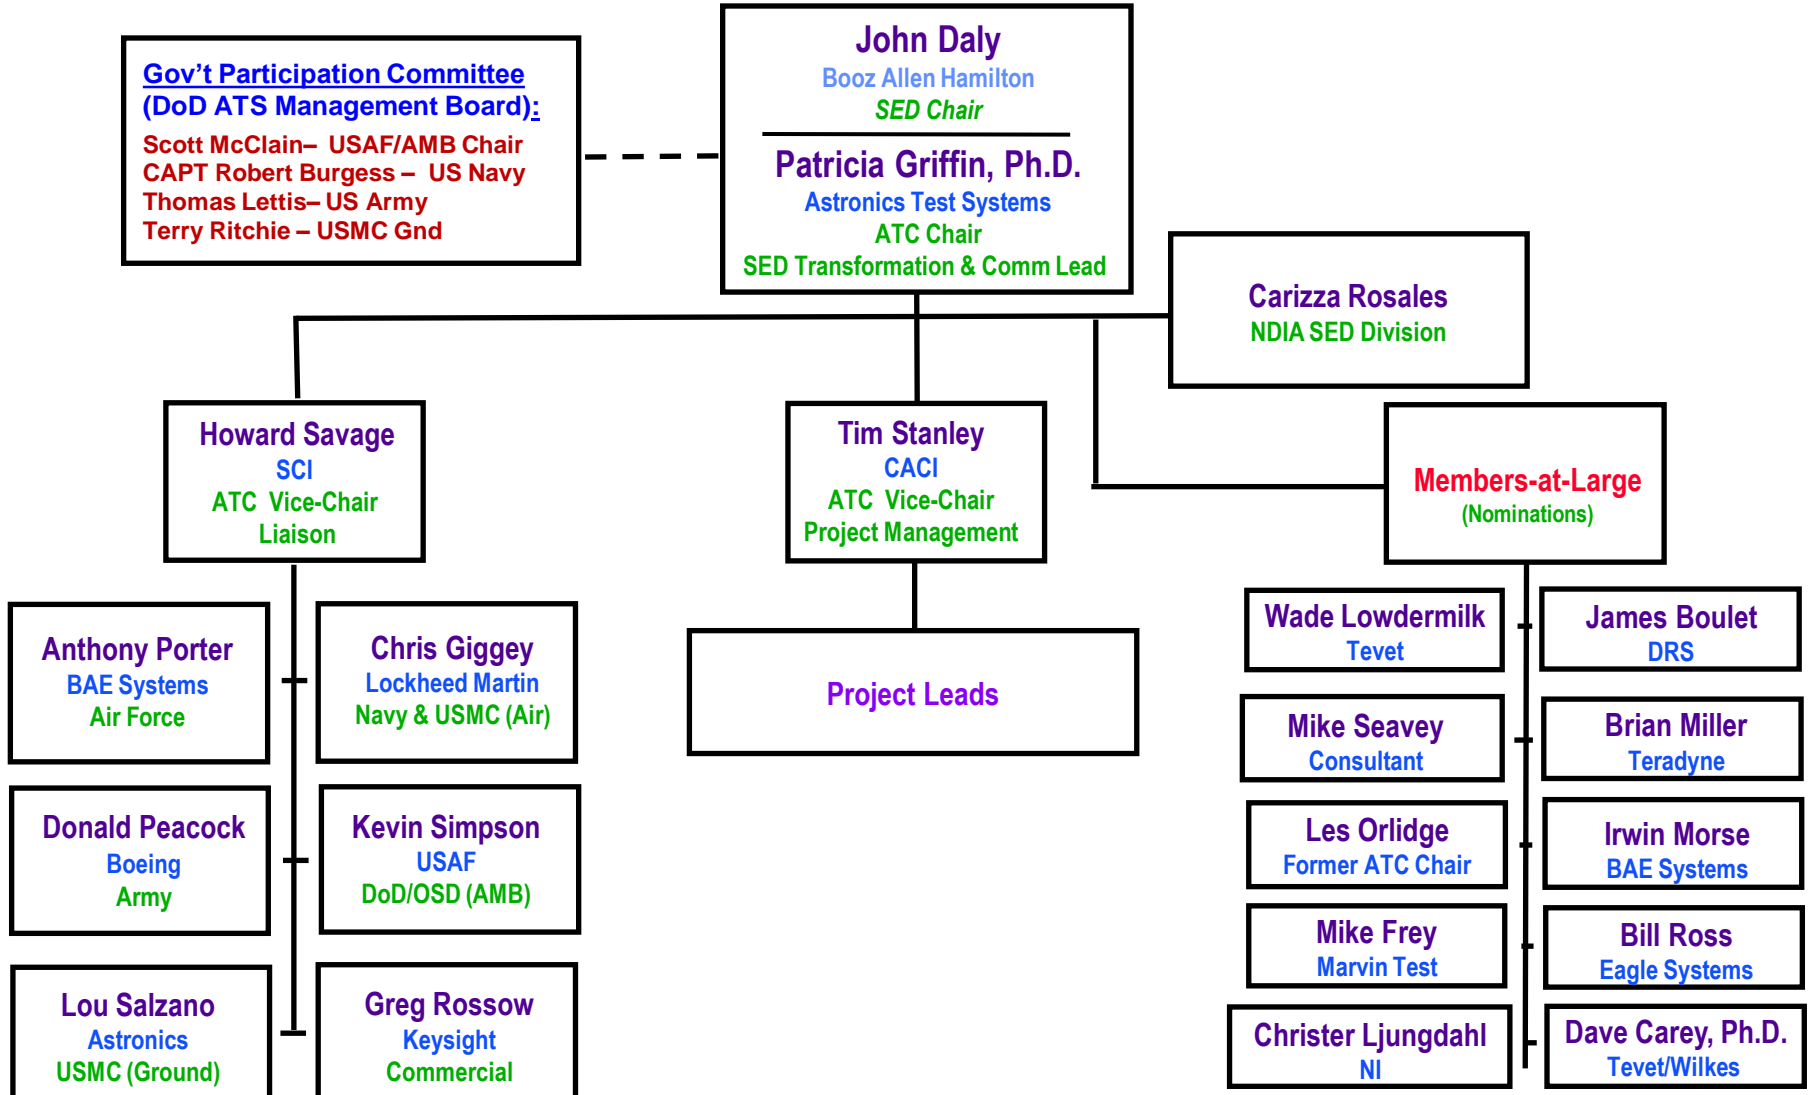 Gov't Participation Committee
(DoD ATS Management Board):
Scott McClain– USAF/AMB Chair
CAPT Robert Burgess – US Navy
Thomas Lettis– US Army
Terry Ritchie – USMC Gnd
John Daly
Booz Allen Hamilton
SED Chair
Patricia Griffin, Ph.D.
Astronics Test Systems
ATC Chair
SED Transformation & Comm Lead
Carizza Rosales
NDIA SED Division
Howard Savage
SCI
ATC Vice-Chair
Liaison
Tim Stanley
CACI
ATC Vice-Chair
Project Management
Members-at-Large
(Nominations)
Anthony Porter
BAE Systems
Air Force
Chris Giggey
Lockheed Martin
Navy & USMC (Air)
Donald Peacock
Boeing
Army
Kevin Simpson
USAF
DoD/OSD (AMB)
Lou Salzano
Astronics
USMC (Ground)
Greg Rossow
Keysight
Commercial
Project Leads
Wade Lowdermilk
Tevet
James Boulet
DRS
Mike Seavey
Consultant
Brian Miller
Teradyne
Les Orlidge
Former ATC Chair
Irwin Morse
BAE Systems
Mike Frey
Marvin Test
Bill Ross
Eagle Systems
Christer Ljungdahl
NI
Dave Carey, Ph.D.
Tevet/Wilkes